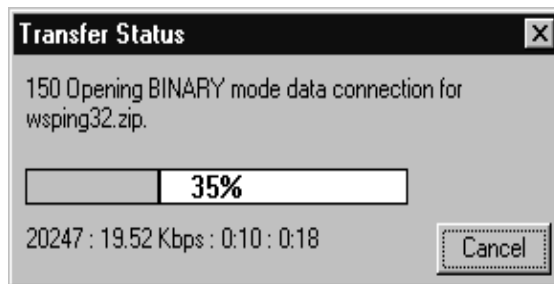 Transfer Status
150 Opening BINARY mode data connection for
wsping32.zip.
35%
20247 : 19.52 Kbps : 0:10 : 0:18
Cancel